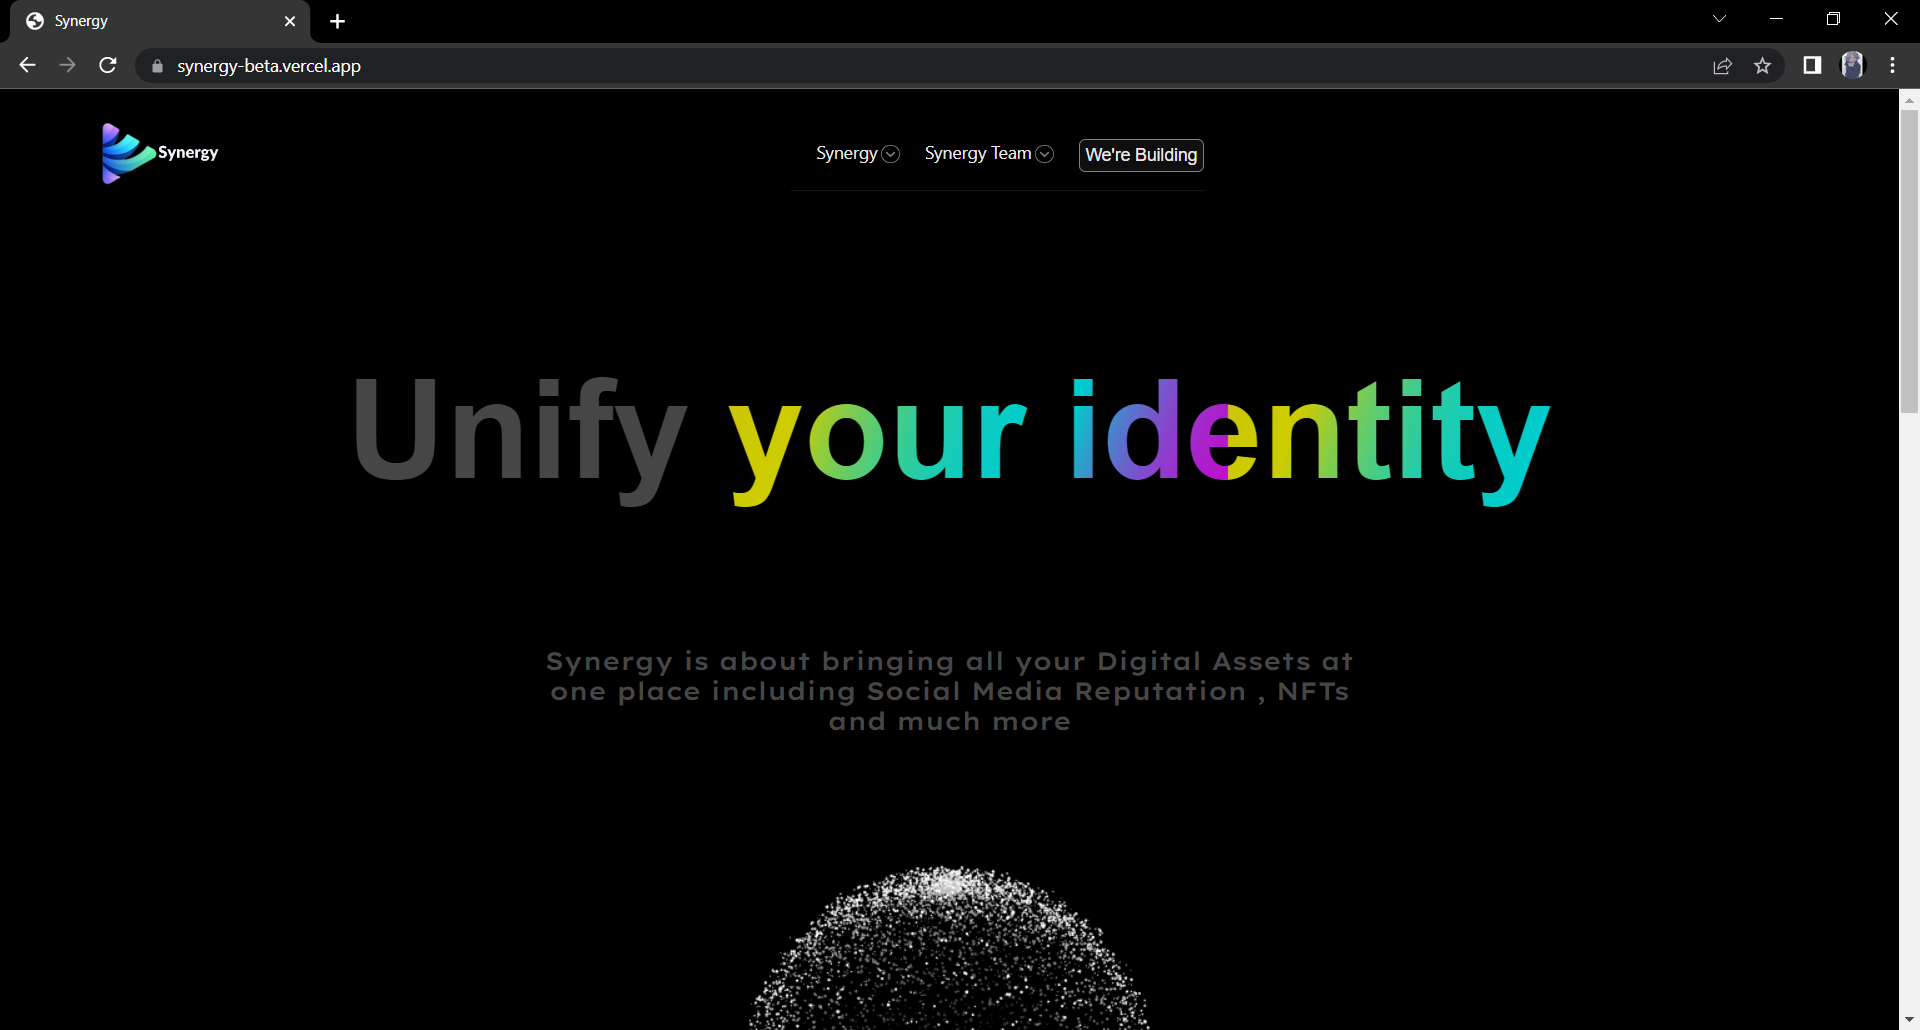 Synergy
synergy-beta.vercel.app
Synergy
Synergy
Synergy Team
We're Building
Unify your identity
Synergy is about bringing all your Digital Assets at
one place including Social Media Reputation , NFTs
and much more